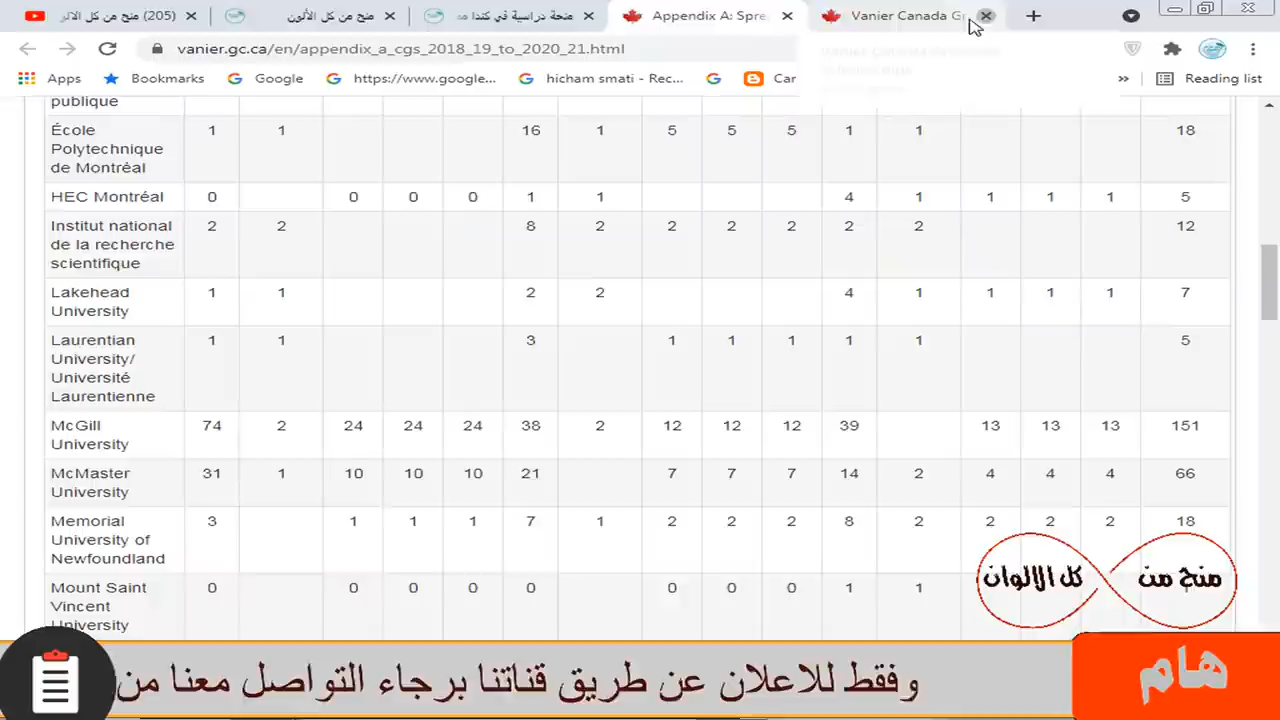 (205) منح من كل الالو
منح من كل الألون
منحة دراسية في كندا مد
Appendix A: Spre
Vanier Canada Gr
vanier.gc.ca/en/appendix_a_cgs_2018_19_to_2020_21.html
Apps Bookmarks Google https://www.google... hicham smati - Rec... Car » Reading list
publique
École 1 1 16 1 5 5 5 1 1 18
Polytechnique
de Montréal
HEC Montréal 0 0 0 0 1 1 4 1 1 1 1 5
Institut national 2 2 8 2 2 2 2 2 2 12
de la recherche
scientifique
Lakehead 1 1 2 2 4 1 1 1 1 7
University
Laurentian 1 1 3 1 1 1 1 1 5
University/
Université
Laurentienne
McGill 74 2 24 24 24 38 2 12 12 12 39 13 13 13 151
University
McMaster 31 1 10 10 10 21 7 7 7 14 2 4 4 4 66
University
Memorial 3 1 1 1 7 1 2 2 2 8 2 2 2 2 18
University of
Newfoundland
Mount Saint 0 0 0 0 0 0 0 0 1 1
Vincent
University
منح من كل الالوان
هام
وفقط للاعلان عن طريق قناتنا برجاء التواصل معنا من